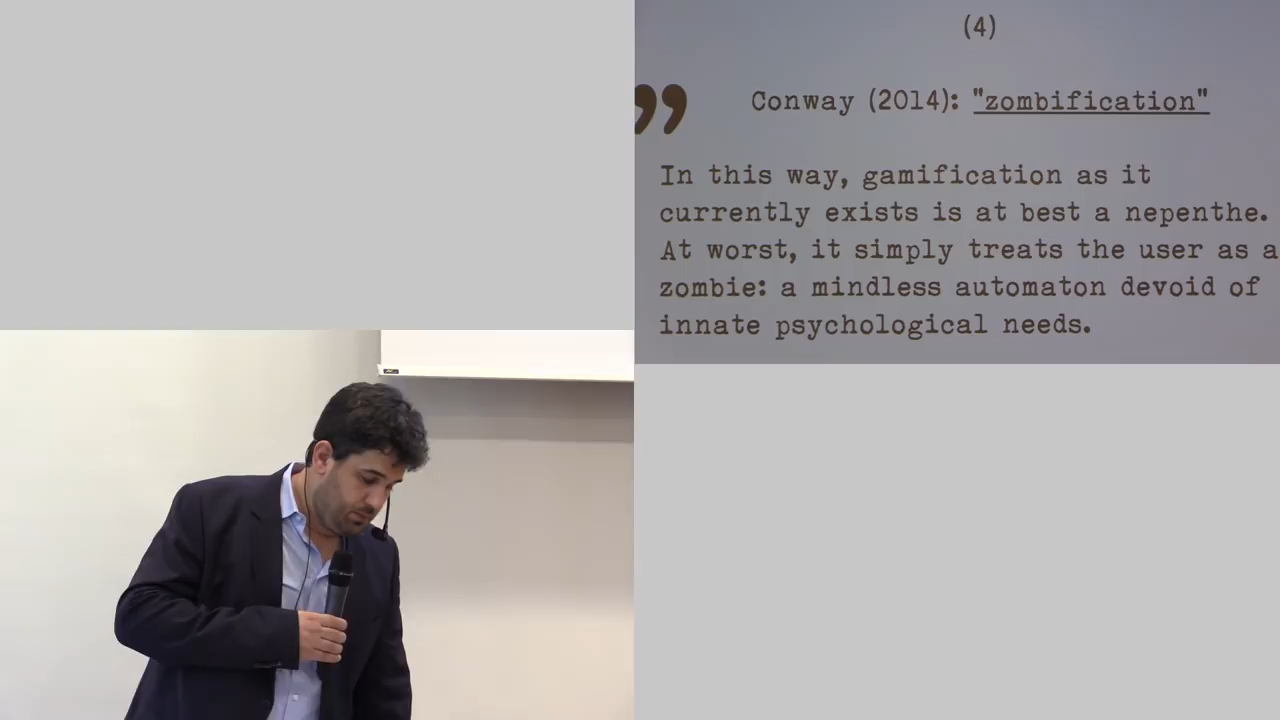 (4)
” Conway (2014): "zombification"
In this way, gamification as it
currently exists is at best a nepenthe.
At worst, it simply treats the user as a
zombie: a mindless automaton devoid of
innate psychological needs.